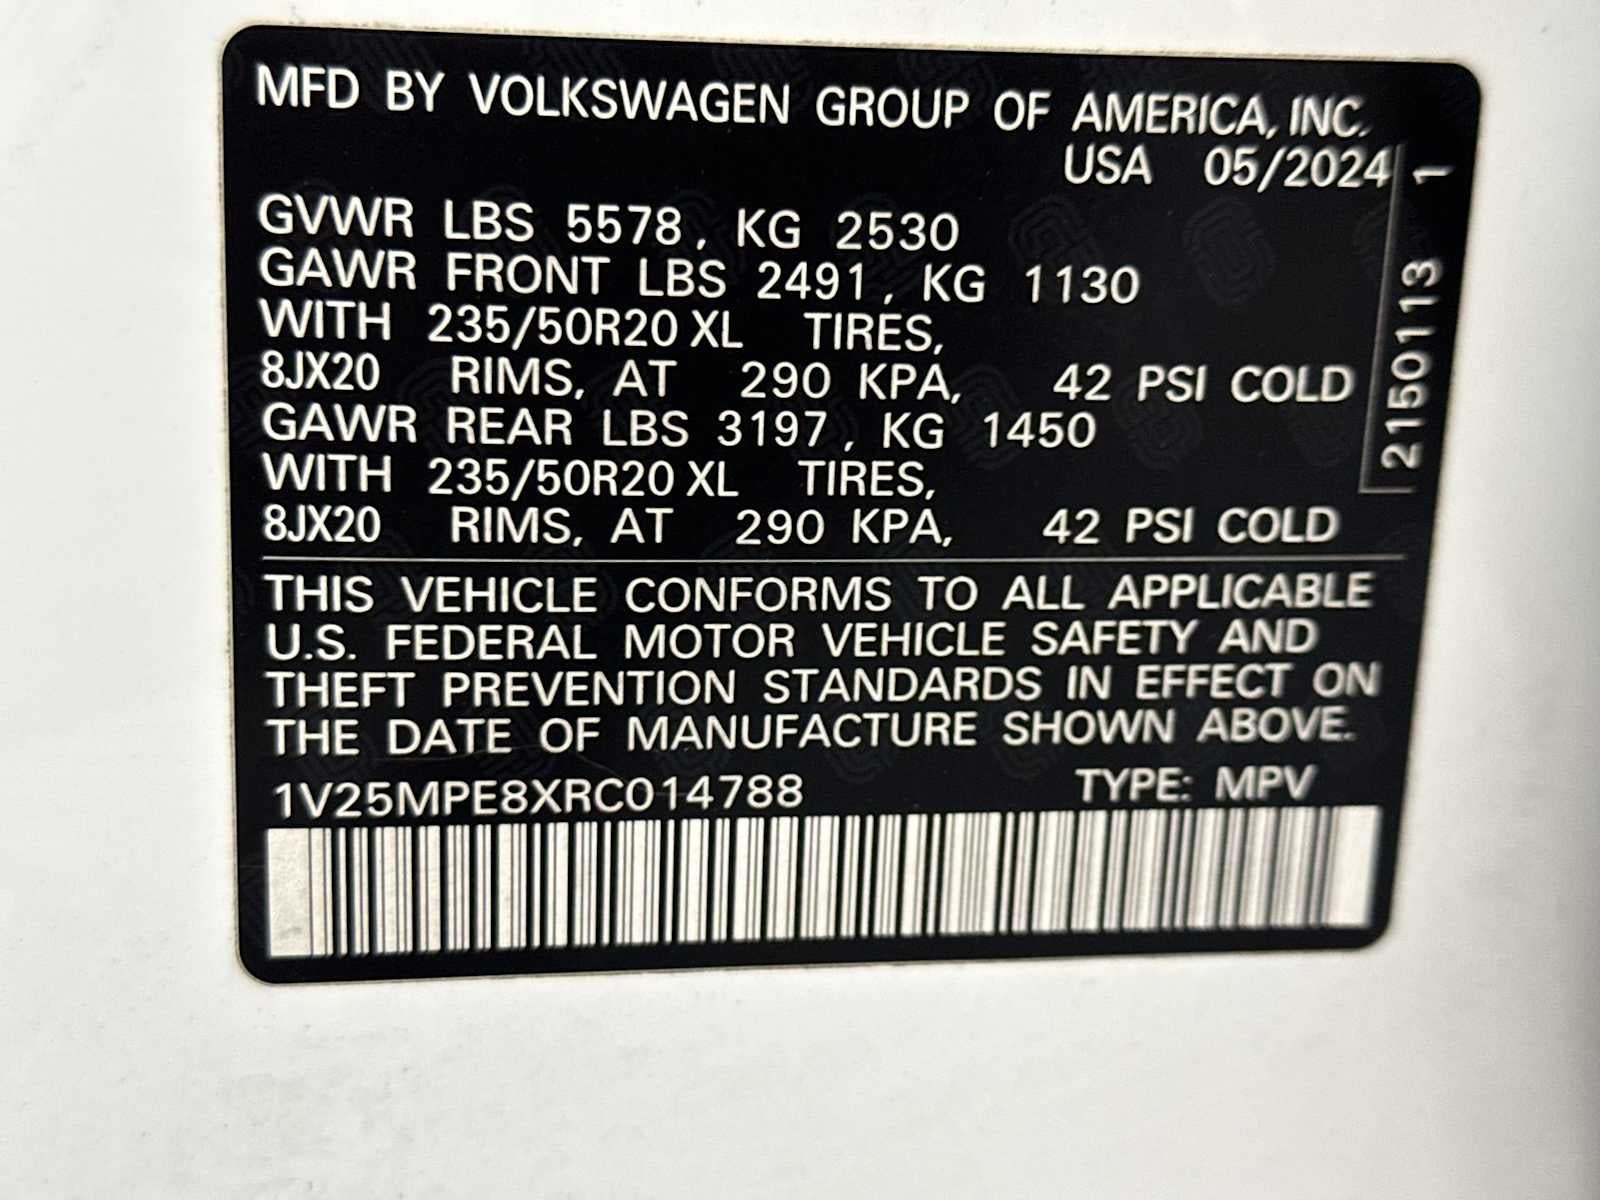 MFD BY VOLKSWAGEN GROUP OF AMERICA, INC.
USA 05/2024
GVWR LBS 5578, KG 2530
GAWR FRONT LBS 2491, KG 1130
WITH 235/50R20 XL TIRES,
8JX20 RIMS, AT 290 KPA, 42 PSI COLD
GAWR REAR LBS 3197, KG 1450
WITH 235/50R20 XL TIRES,
8JX20 RIMS, AT 290 KPA, 42 PSI COLD
2150113 1
THIS VEHICLE CONFORMS TO ALL APPLICABLE
U.S. FEDERAL MOTOR VEHICLE SAFETY AND
THEFT PREVENTION STANDARDS IN EFFECT ON
THE DATE OF MANUFACTURE SHOWN ABOVE.
1V25MPE8XRC014788 TYPE: MPV